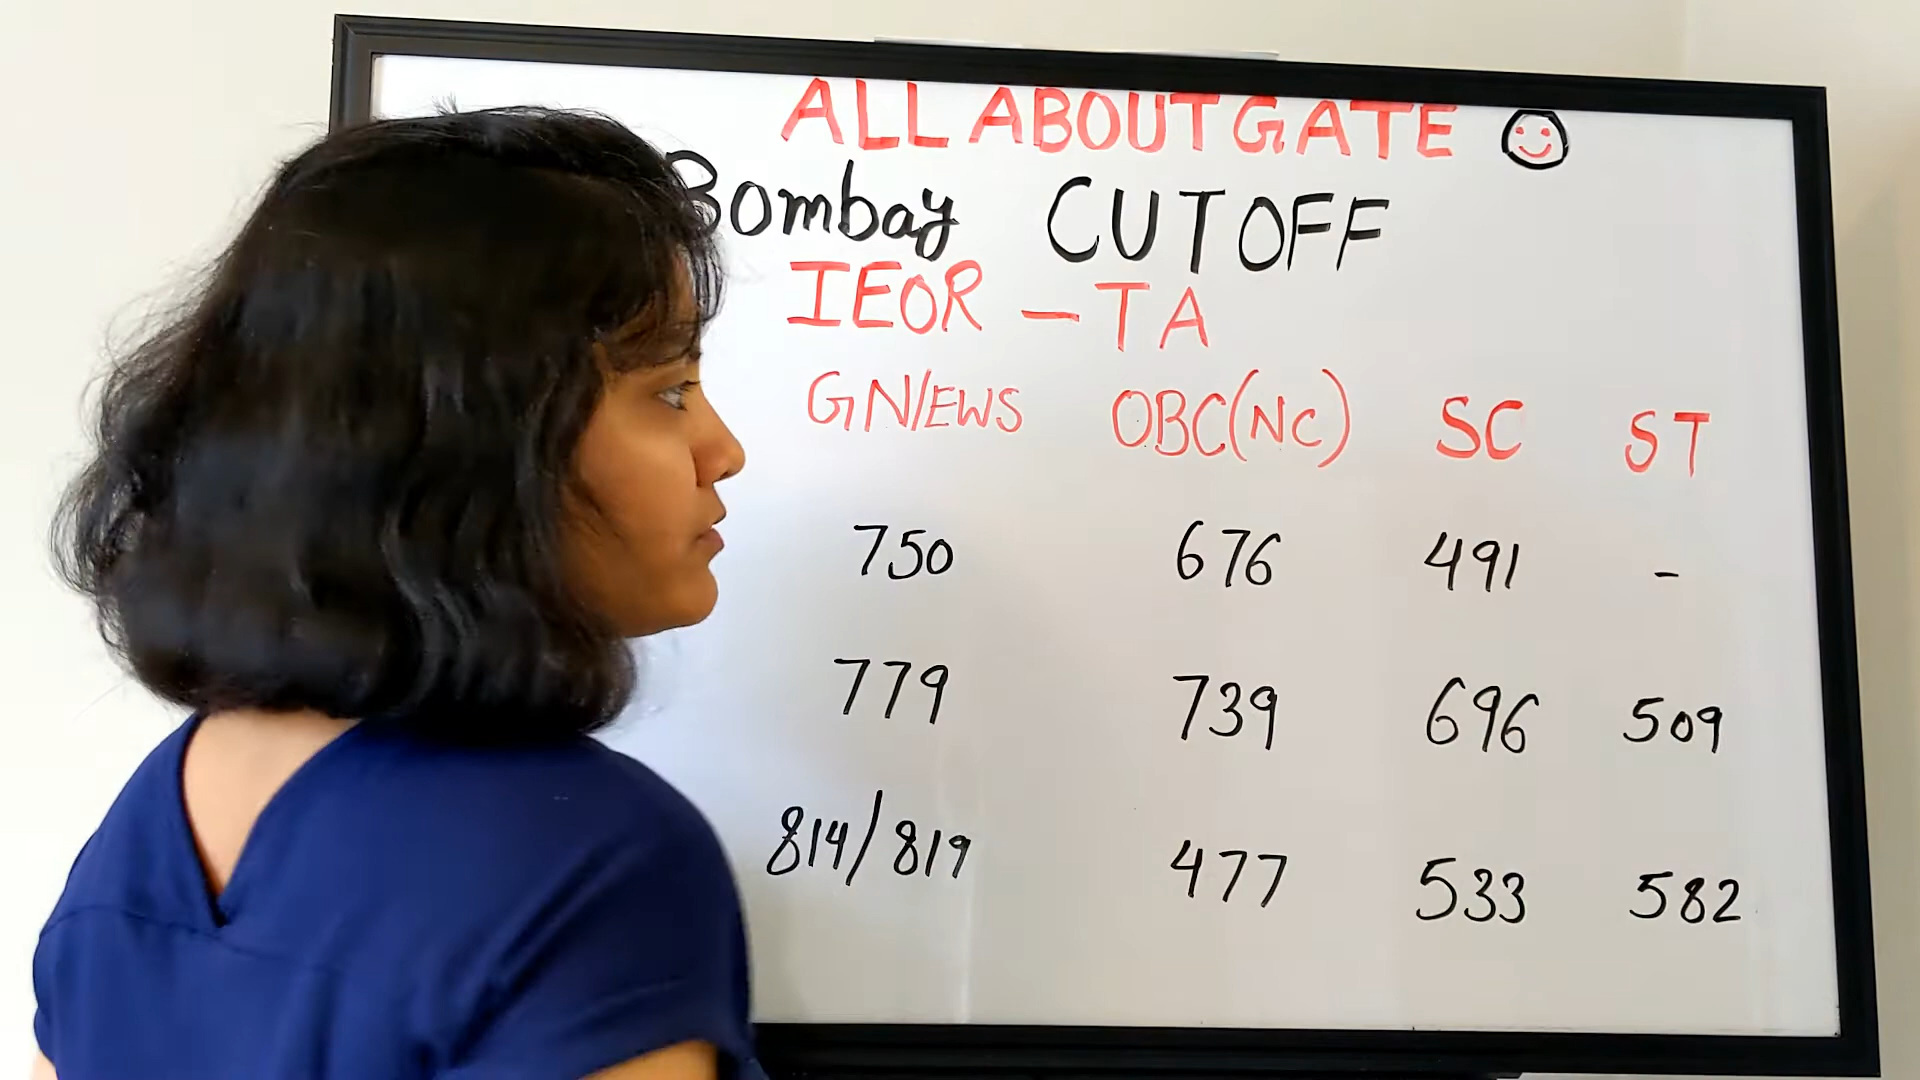 ALL ABOUT GATE
Bombay CUTOFF
IEOR - TA
GN/EWS OBC(NC) SC ST
750 676 491 -
779 739 696 509
814/819 477 533 582